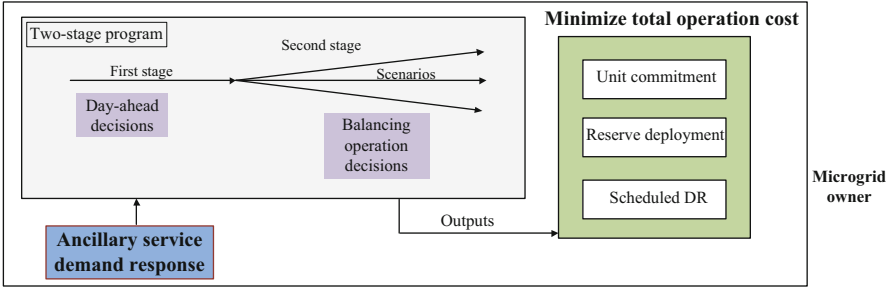 Minimize total operation cost
Two-stage program
Second stage
First stage
Scenarios
Day-ahead
decisions
Balancing
operation
decisions
Unit commitment
Reserve deployment
Scheduled DR
Microgrid
owner
Outputs
Ancillary service
demand response